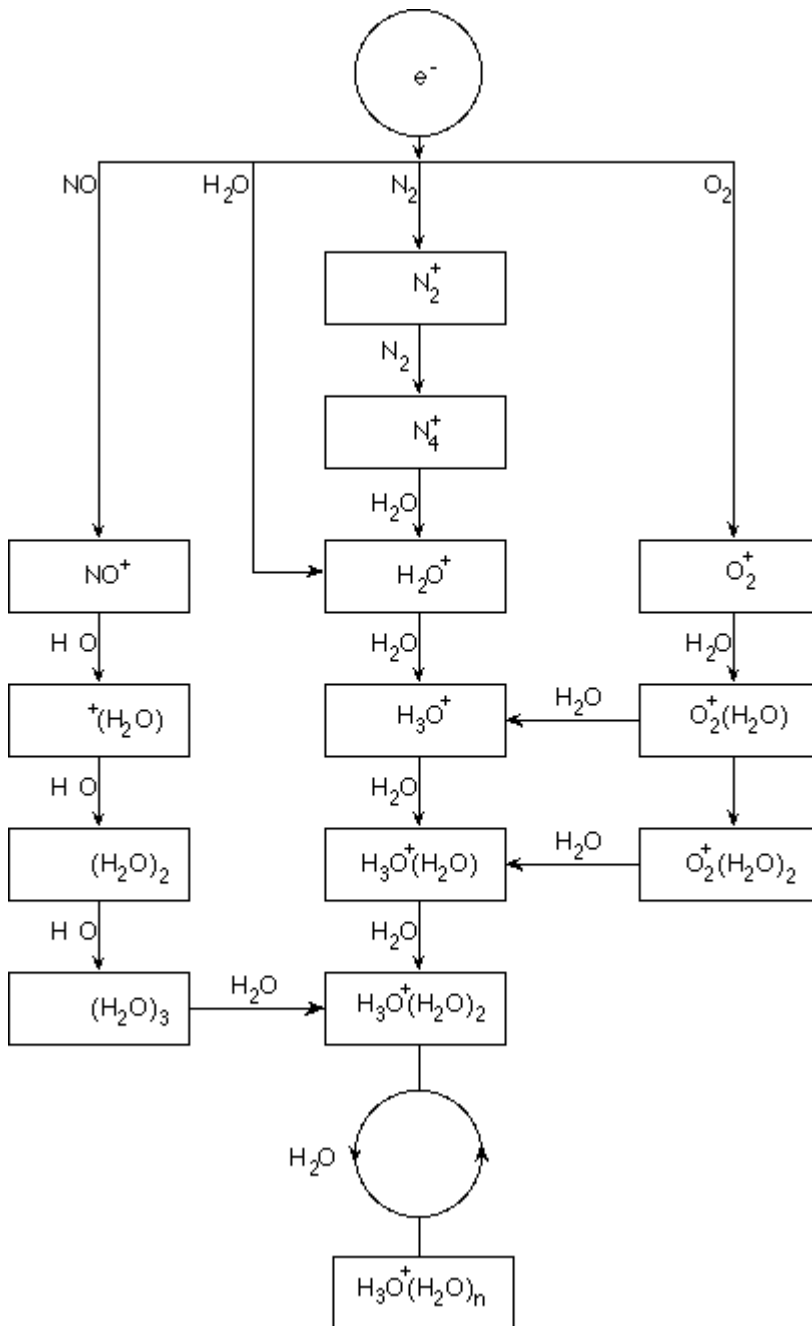 e⁻
NO H₂O N₂ O₂
N₂⁺
N₂
N₄⁺
H₂O
NO⁺ H₂O⁺ O₂⁺
H O H₂O H₂O
⁺(H₂O) H₃O⁺ H₂O O₂⁺(H₂O)
H O H₂O
(H₂O)₂ H₃O⁺(H₂O) H₂O O₂⁺(H₂O)₂
H O H₂O
(H₂O)₃ H₂O H₃O⁺(H₂O)₂
H₂O
H₃O⁺(H₂O)ₙ